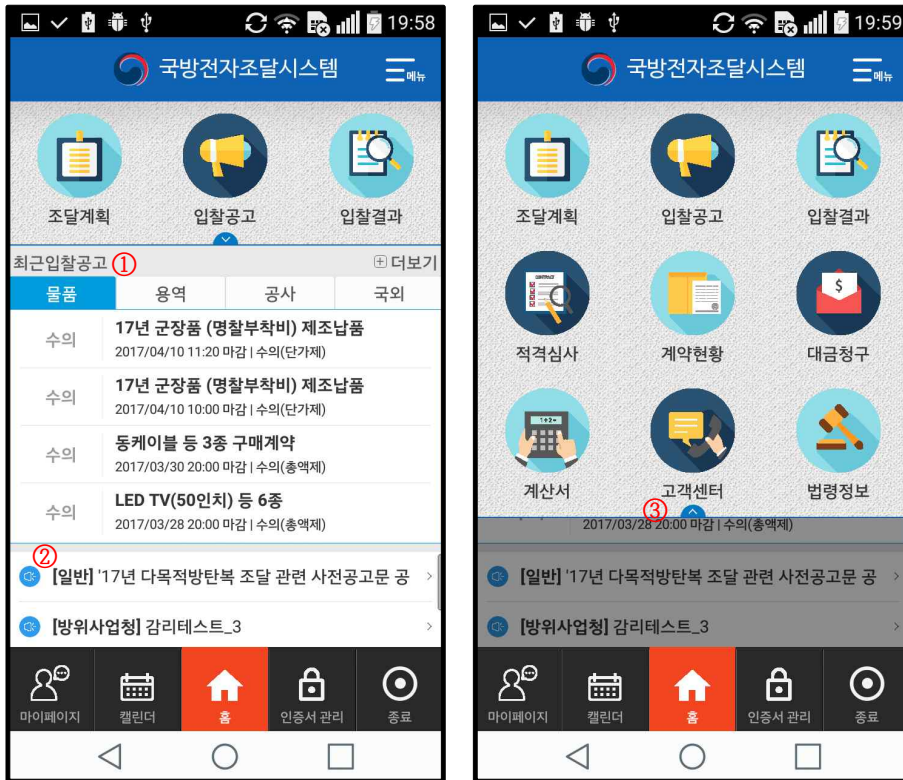 19:58
국방전자조달시스템
메뉴
조달계획 입찰공고 입찰결과
최근입찰공고 ① 더보기
물품 용역 공사 국외
수의 17년 군장품 (명찰부착비) 제조납품
2017/04/10 11:20 마감 | 수의(단가제)
수의 17년 군장품 (명찰부착비) 제조납품
2017/04/10 10:00 마감 | 수의(단가제)
수의 동케이블 등 3종 구매계약
2017/03/30 20:00 마감 | 수의(총액제)
수의 LED TV(50인치) 등 6종
2017/03/28 20:00 마감 | 수의(총액제)
②
[일반] '17년 다목적방탄복 조달 관련 사전공고문 공
[방위사업청] 감리테스트_3
마이페이지 캘린더 홈 인증서 관리 종료
19:59
국방전자조달시스템
메뉴
조달계획 입찰공고 입찰결과
CONTRACT
$
적격심사 계약현황 대금청구
1+2=
계산서 고객센터 법령정보
③
2017/03/28 20:00 마감 | 수의(총액제)
[일반] '17년 다목적방탄복 조달 관련 사전공고문 공
[방위사업청] 감리테스트_3
마이페이지 캘린더 홈 인증서 관리 종료